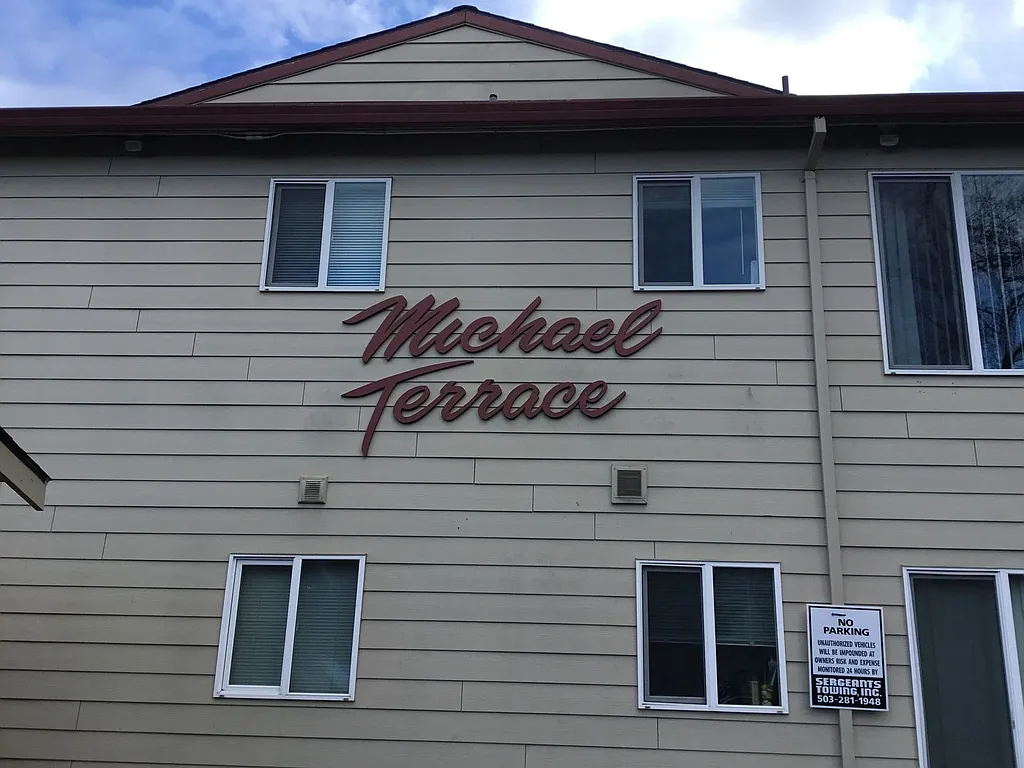 Michael
Terrace
NO
PARKING
UNAUTHORIZED VEHICLES
WILL BE IMPOUNDED AT
OWNERS RISK AND EXPENSE
MONITORED 24 HOURS BY
SERGEANTS
TOWING, INC.
503-281-1948